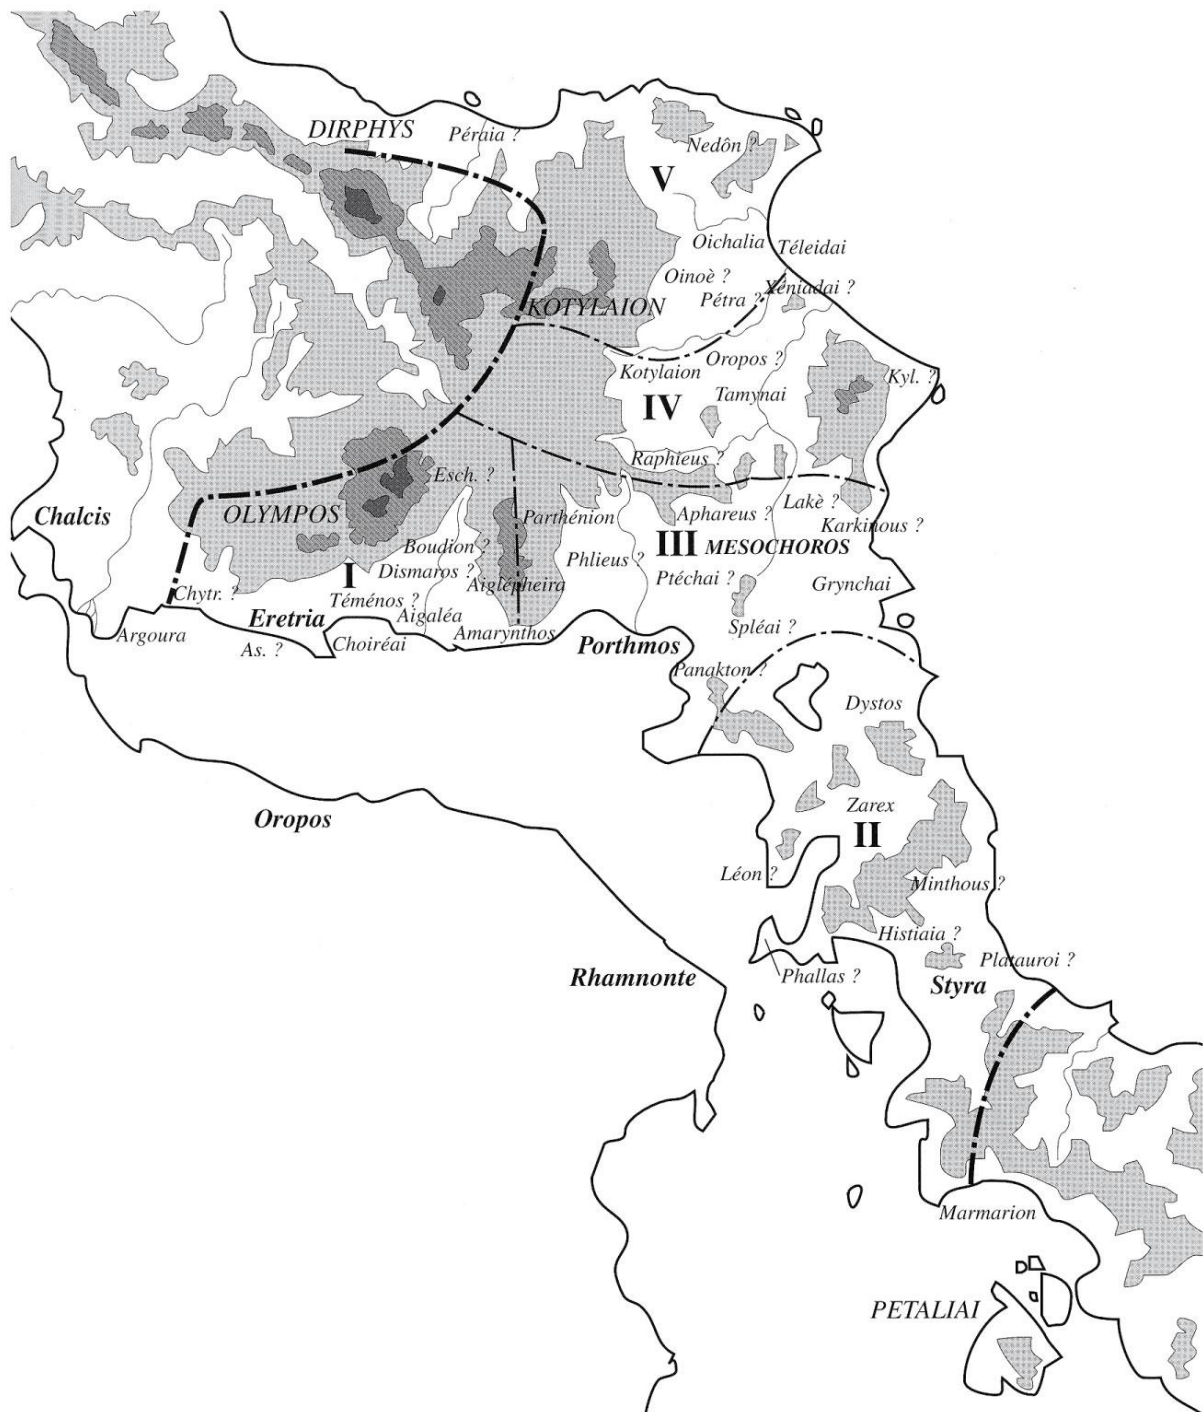 DIRPHYS
Péraia ?
Nedôn ?
V
Oichalia
Téleidai
Oinoè ?
Pétra ?
Xéniadai ?
KOTYLAION
Kotylaion
Oropos ?
Kyl. ?
Tamynai
IV
Raphieus ?
Esch. ?
Lakè ?
Chalcis
OLYMPOS
Parthénion
Aphareus ?
Karkinous ?
Boudion ?
III MESOCHOROS
Phlieus ?
I
Dismaros ?
Aiglépheira
Ptéchai ?
Grynchai
Chytr. ?
Téménos ?
Eretria
Aigaléa
Argoura
As. ?
Choiréai
Amarynthos
Porthmos
Spléai ?
Panakton ?
Dystos
Oropos
Zarex
II
Léon ?
Minthous ?
Histiaia ?
Platauroi ?
Rhamnonte
Phallas ?
Styra
Marmarion
PETALIAI